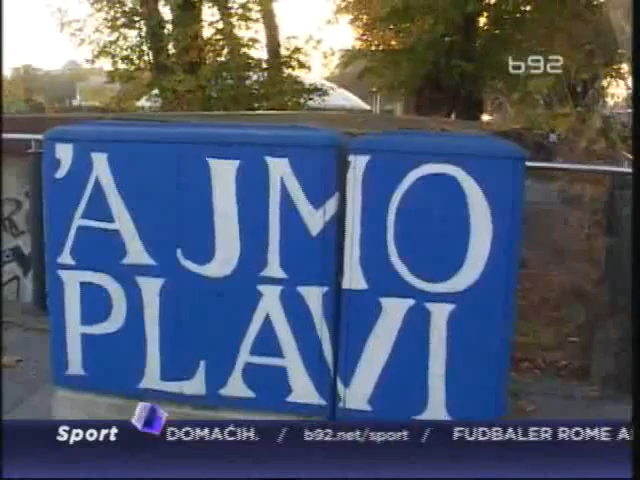 b92
'AJMO
PLAVI
Sport DOMAĆIH. / b92.net/sport / FUDBALER ROME A